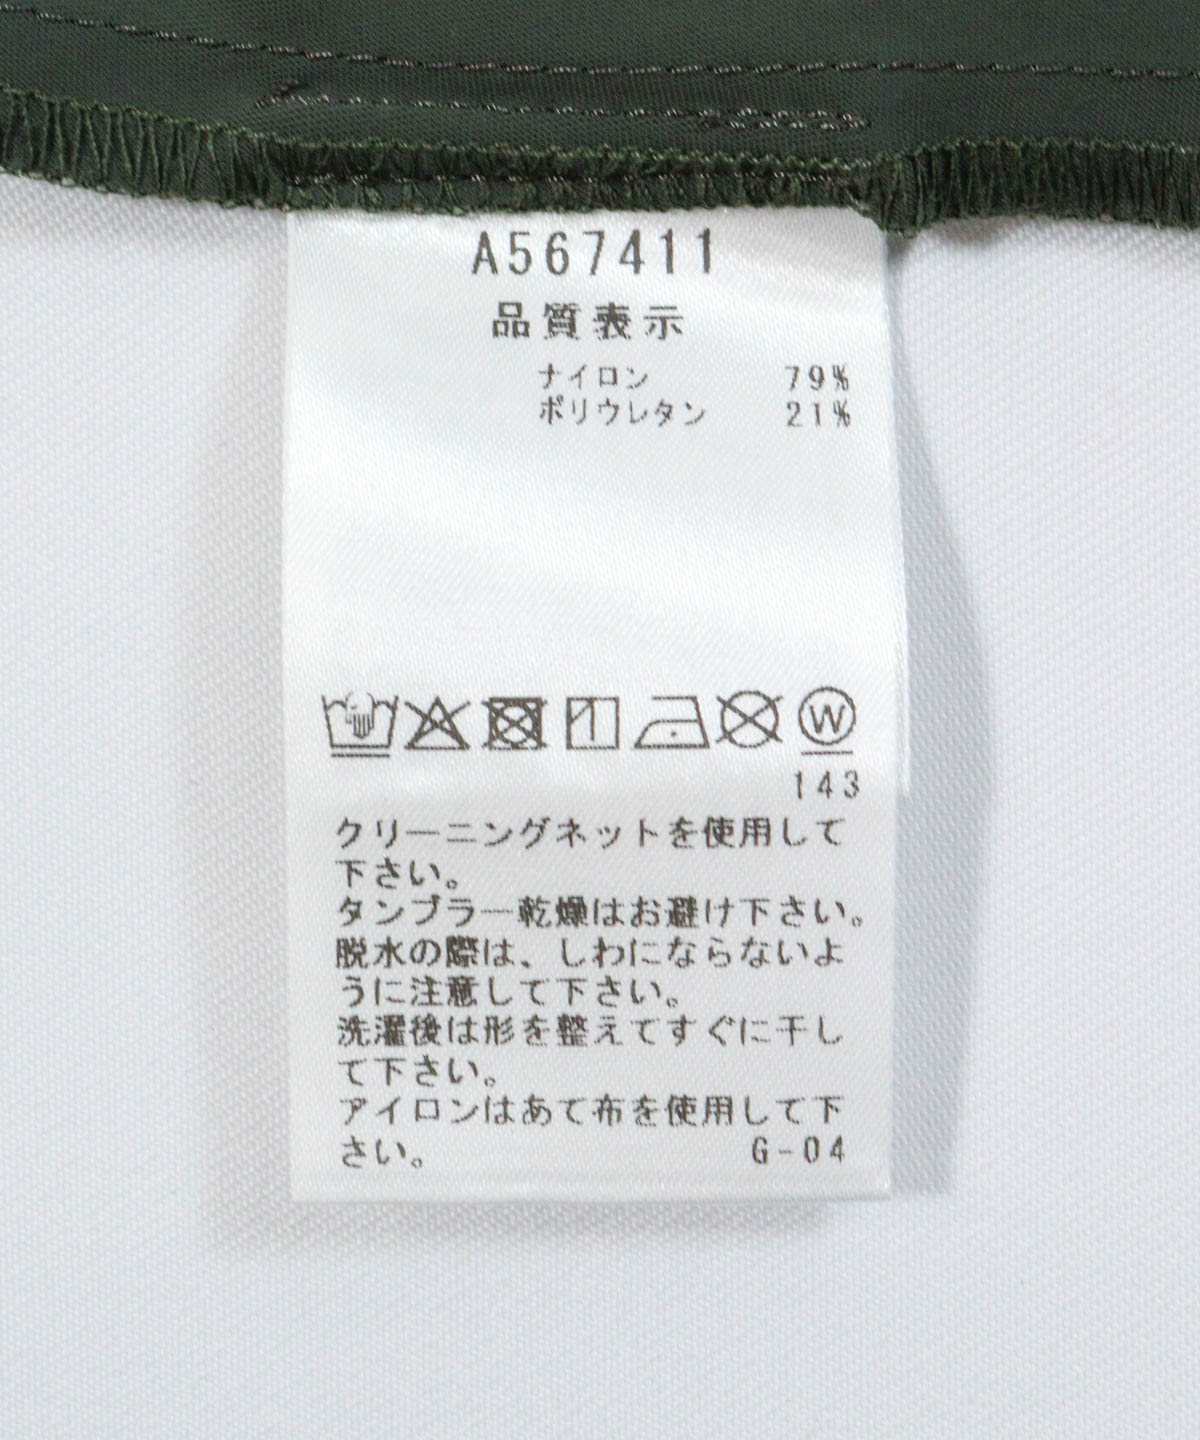 A567411
品質表示
ナイロン 79%
ポリウレタン 21%
W
143
クリーニングネットを使用して
下さい。
タンブラー乾燥はお避け下さい。
脱水の際は、しわにならないよ
うに注意して下さい。
洗濯後は形を整えてすぐに干し
て下さい。
アイロンはあて布を使用して下
さい。 G-04